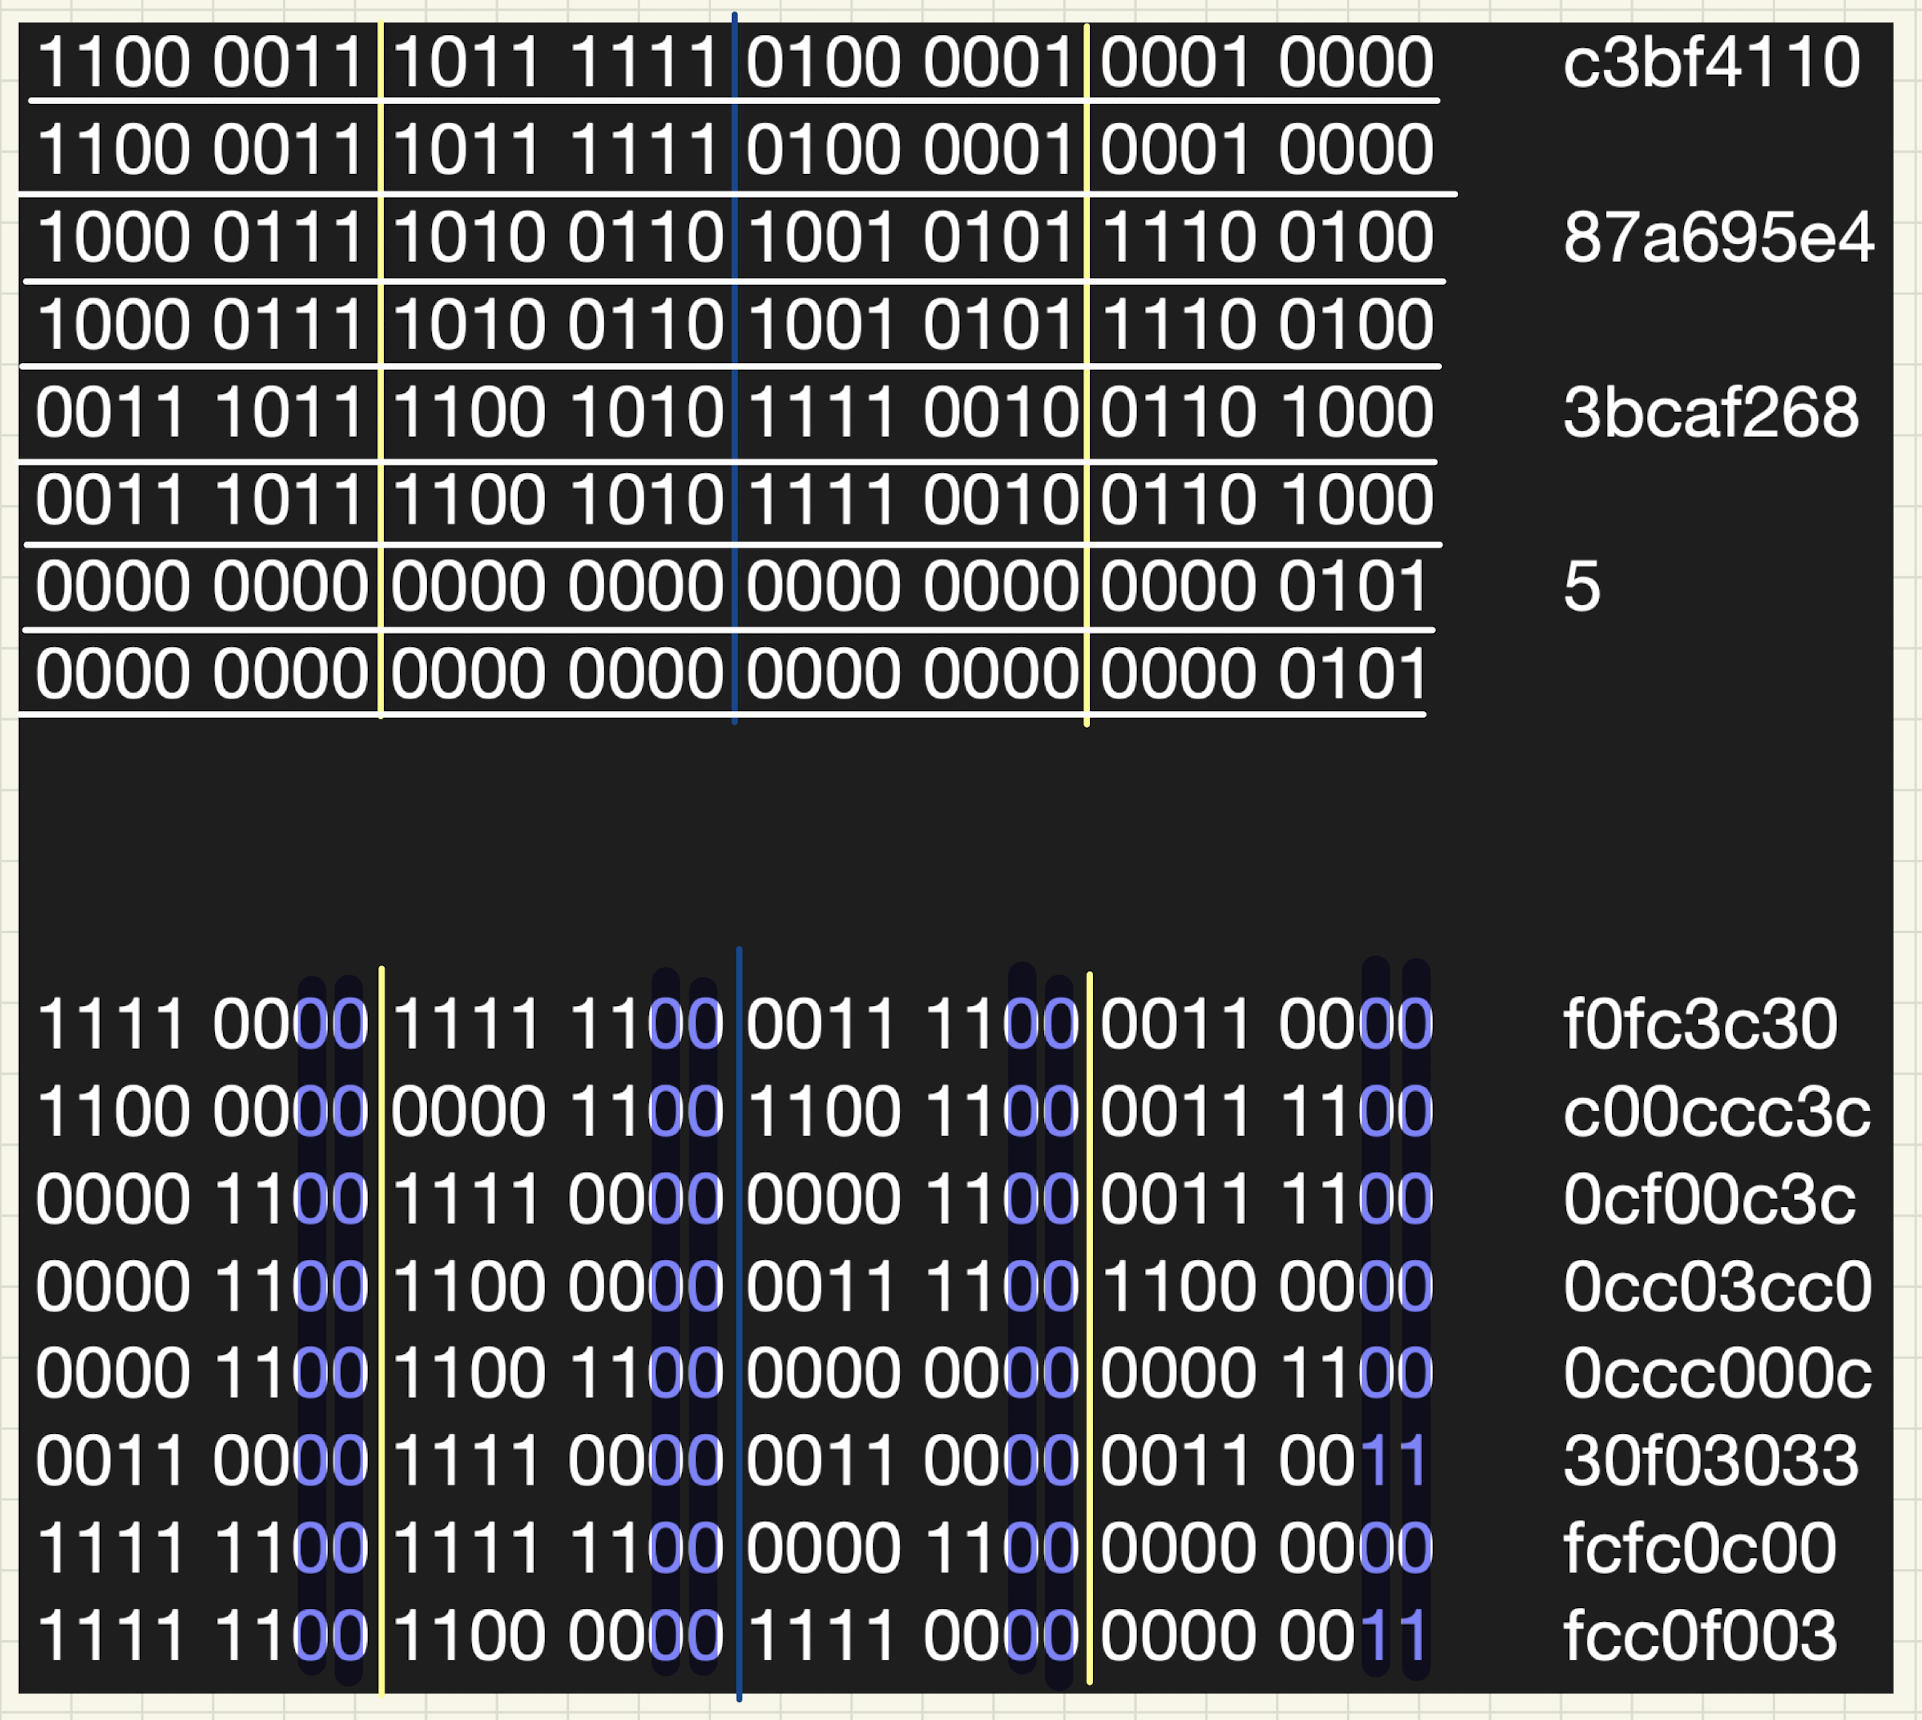 1100 0011 1011 1111 0100 0001 0001 0000 c3bf4110
1100 0011 1011 1111 0100 0001 0001 0000
1000 0111 1010 0110 1001 0101 1110 0100 87a695e4
1000 0111 1010 0110 1001 0101 1110 0100
0011 1011 1100 1010 1111 0010 0110 1000 3bcaf268
0011 1011 1100 1010 1111 0010 0110 1000
0000 0000 0000 0000 0000 0000 0000 0101 5
0000 0000 0000 0000 0000 0000 0000 0101
1111 0000 1111 1100 0011 1100 0011 0000 f0fc3c30
1100 0000 0000 1100 1100 1100 0011 1100 c00ccc3c
0000 1100 1111 0000 0000 1100 0011 1100 0cf00c3c
0000 1100 1100 0000 0011 1100 1100 0000 0cc03cc0
0000 1100 1100 1100 0000 0000 0000 1100 0ccc000c
0011 0000 1111 0000 0011 0000 0011 0011 30f03033
1111 1100 1111 1100 0000 1100 0000 0000 fcfc0c00
1111 1100 1100 0000 1111 0000 0000 0011 fcc0f003